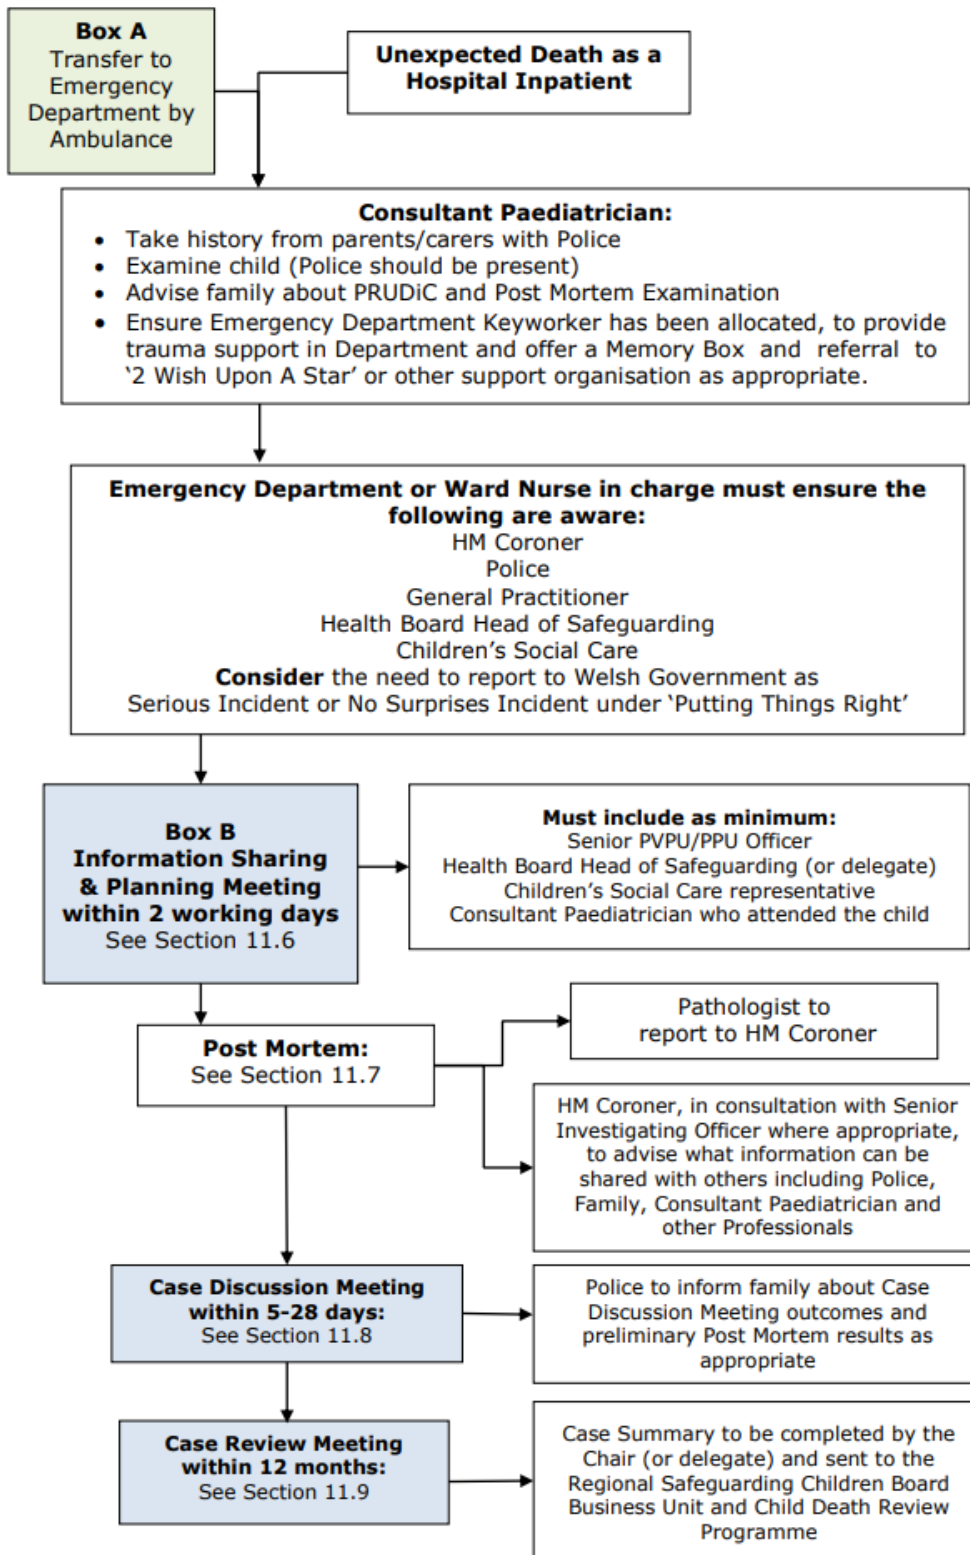 Box A
Transfer to
Emergency
Department by
Ambulance
Unexpected Death as a
Hospital Inpatient
Consultant Paediatrician:
• Take history from parents/carers with Police
• Examine child (Police should be present)
• Advise family about PRUDiC and Post Mortem Examination
• Ensure Emergency Department Keyworker has been allocated, to provide
trauma support in Department and offer a Memory Box and referral to
‘2 Wish Upon A Star’ or other support organisation as appropriate.
Emergency Department or Ward Nurse in charge must ensure the
following are aware:
HM Coroner
Police
General Practitioner
Health Board Head of Safeguarding
Children’s Social Care
Consider the need to report to Welsh Government as
Serious Incident or No Surprises Incident under ‘Putting Things Right’
Box B
Information Sharing
& Planning Meeting
within 2 working days
See Section 11.6
Must include as minimum:
Senior PVPU/PPU Officer
Health Board Head of Safeguarding (or delegate)
Children’s Social Care representative
Consultant Paediatrician who attended the child
Post Mortem:
See Section 11.7
Pathologist to
report to HM Coroner
HM Coroner, in consultation with Senior
Investigating Officer where appropriate,
to advise what information can be
shared with others including Police,
Family, Consultant Paediatrician and
other Professionals
Case Discussion Meeting
within 5-28 days:
See Section 11.8
Police to inform family about Case
Discussion Meeting outcomes and
preliminary Post Mortem results as
appropriate
Case Review Meeting
within 12 months:
See Section 11.9
Case Summary to be completed by the
Chair (or delegate) and sent to the
Regional Safeguarding Children Board
Business Unit and Child Death Review
Programme